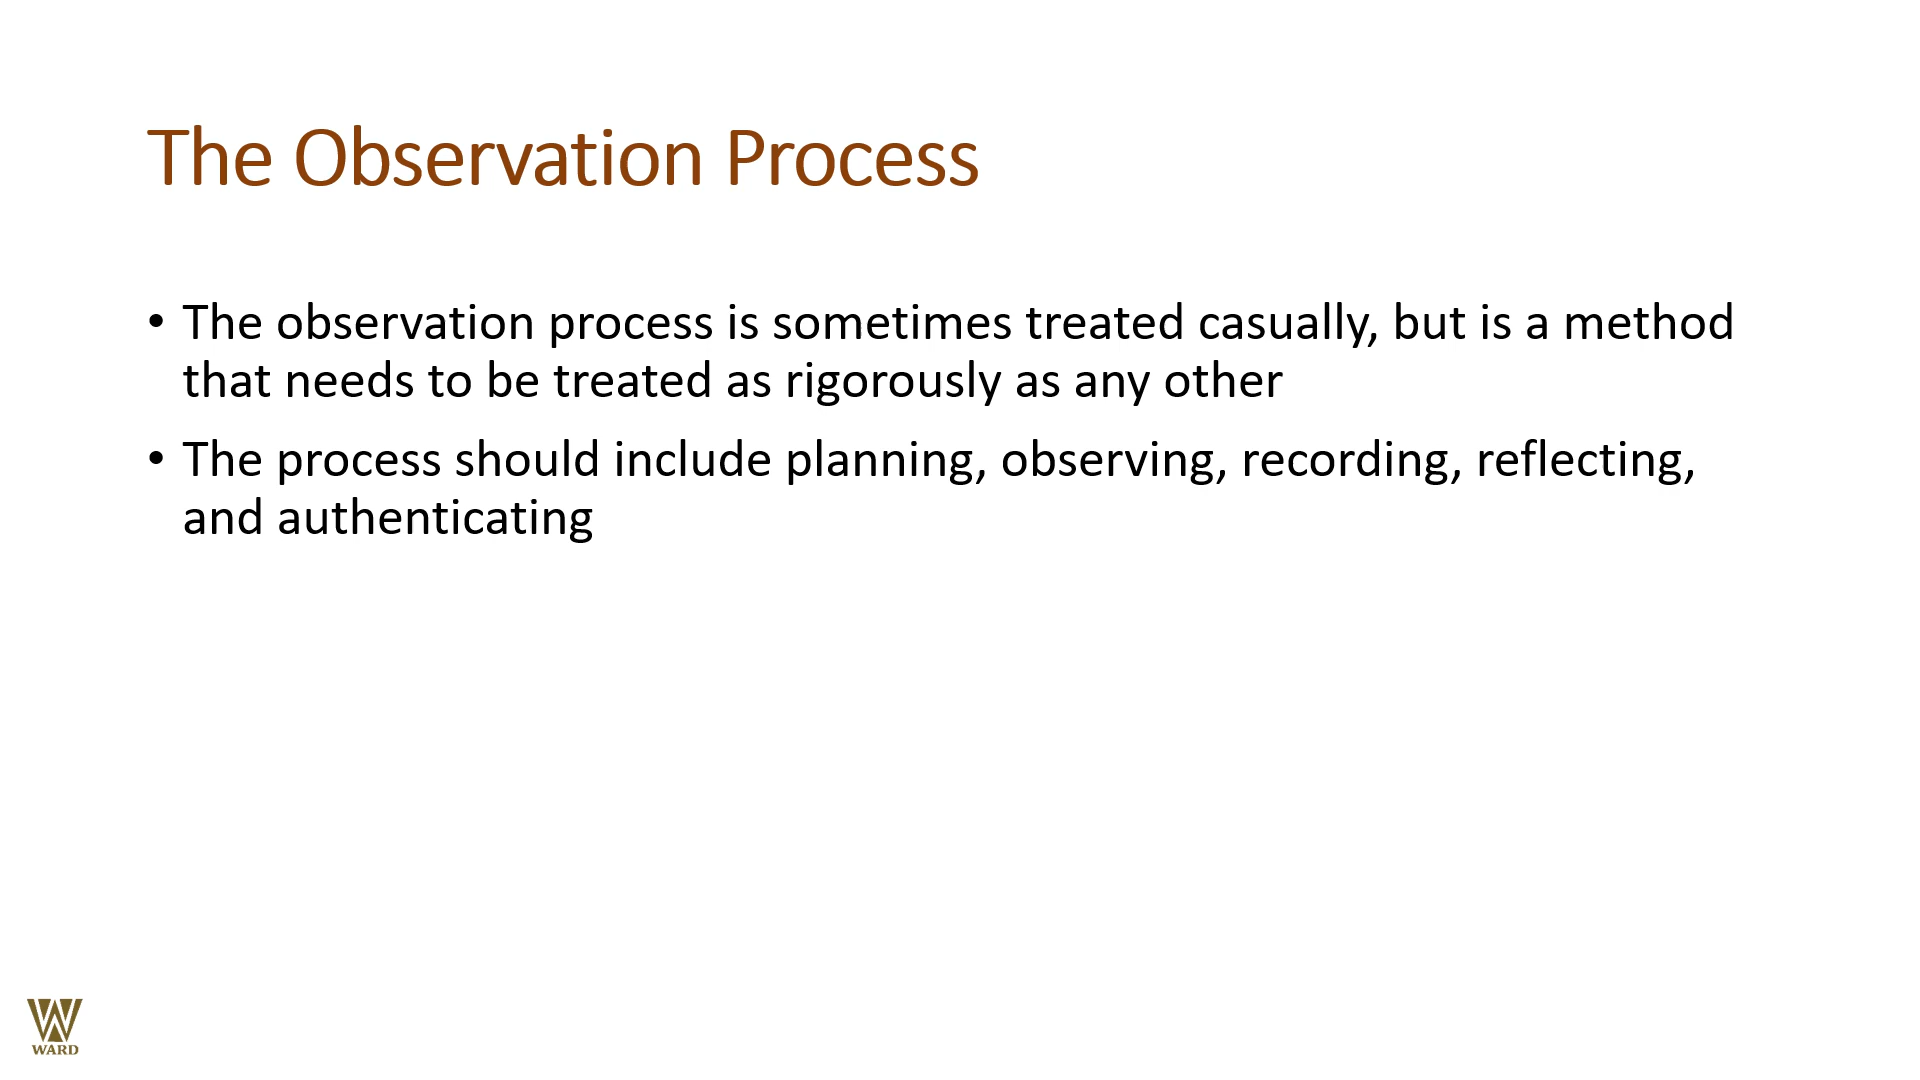 The Observation Process
• The observation process is sometimes treated casually, but is a method
that needs to be treated as rigorously as any other
• The process should include planning, observing, recording, reflecting,
and authenticating
WARD